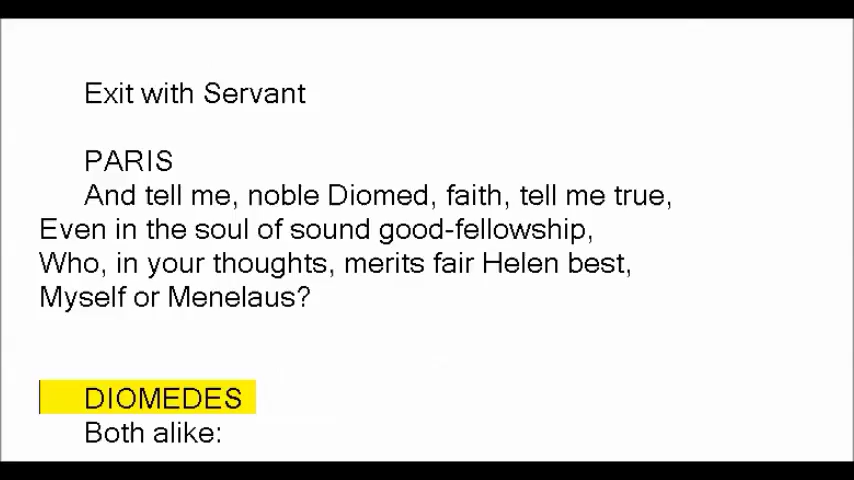 Exit with Servant
PARIS
And tell me, noble Diomed, faith, tell me true,
Even in the soul of sound good-fellowship,
Who, in your thoughts, merits fair Helen best,
Myself or Menelaus?
DIOMEDES
Both alike: